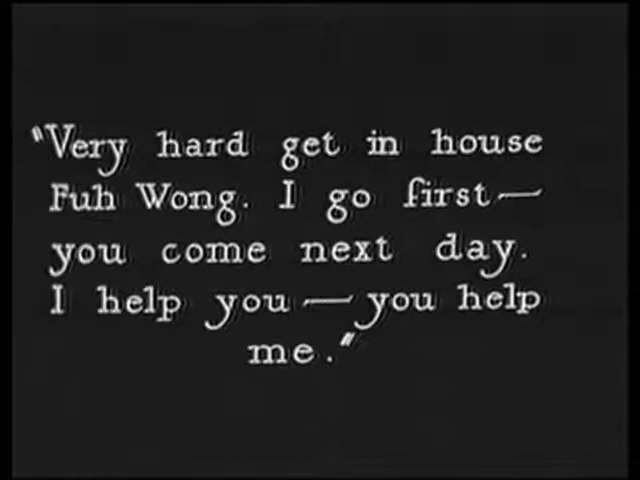 "Very hard get in house
Fuh Wong. I go first—
you come next day.
I help you—you help
me."